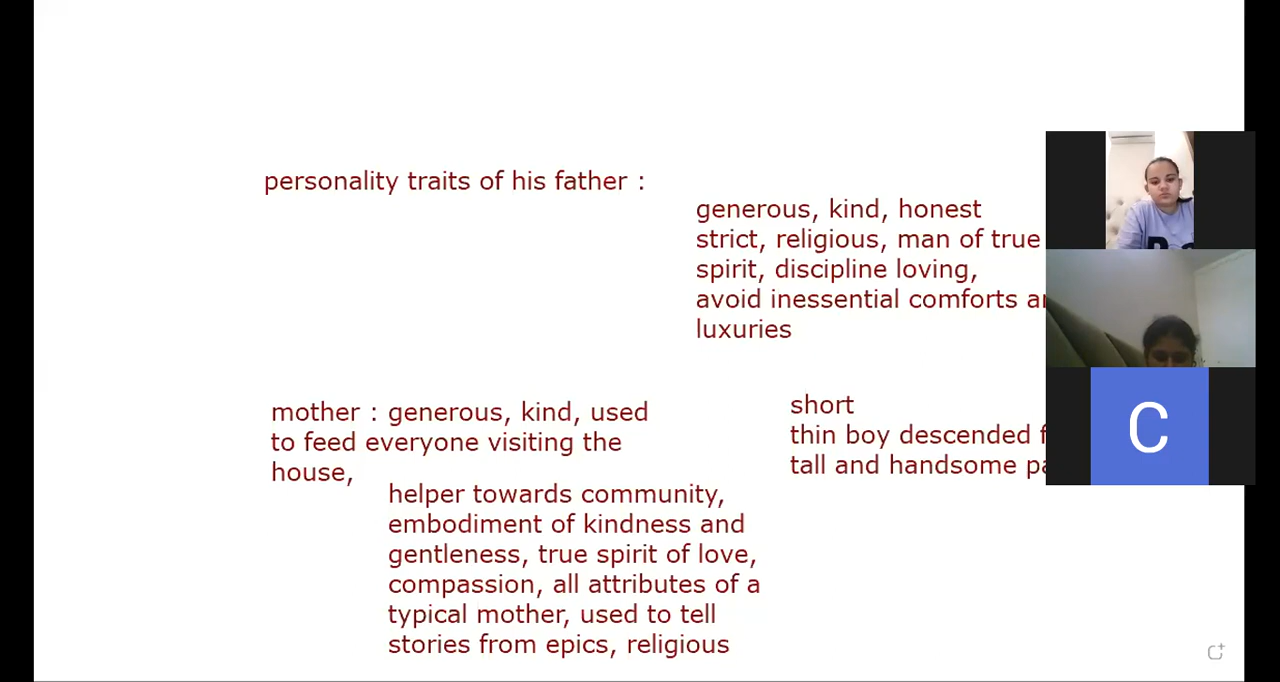 personality traits of his father :
generous, kind, honest
strict, religious, man of true
spirit, discipline loving,
avoid inessential comforts
luxuries
mother : generous, kind, used
to feed everyone visiting the
house,
helper towards community,
embodiment of kindness and
gentleness, true spirit of love,
compassion, all attributes of a
typical mother, used to tell
stories from epics, religious
short
thin boy descended
tall and handsome
C